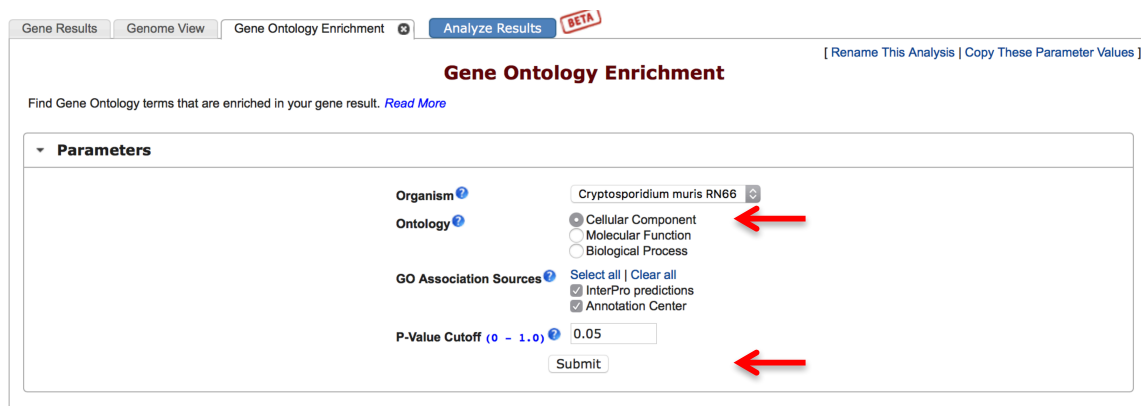 Gene Results Genome View Gene Ontology Enrichment Analyze Results BETA
[ Rename This Analysis | Copy These Parameter Values ]
Gene Ontology Enrichment
Find Gene Ontology terms that are enriched in your gene result. Read More
Parameters
Organism ? Cryptosporidium muris RN66
Ontology ? Cellular Component
Molecular Function
Biological Process
GO Association Sources ? Select all | Clear all
InterPro predictions
Annotation Center
P-Value Cutoff (0 - 1.0) ? 0.05
Submit